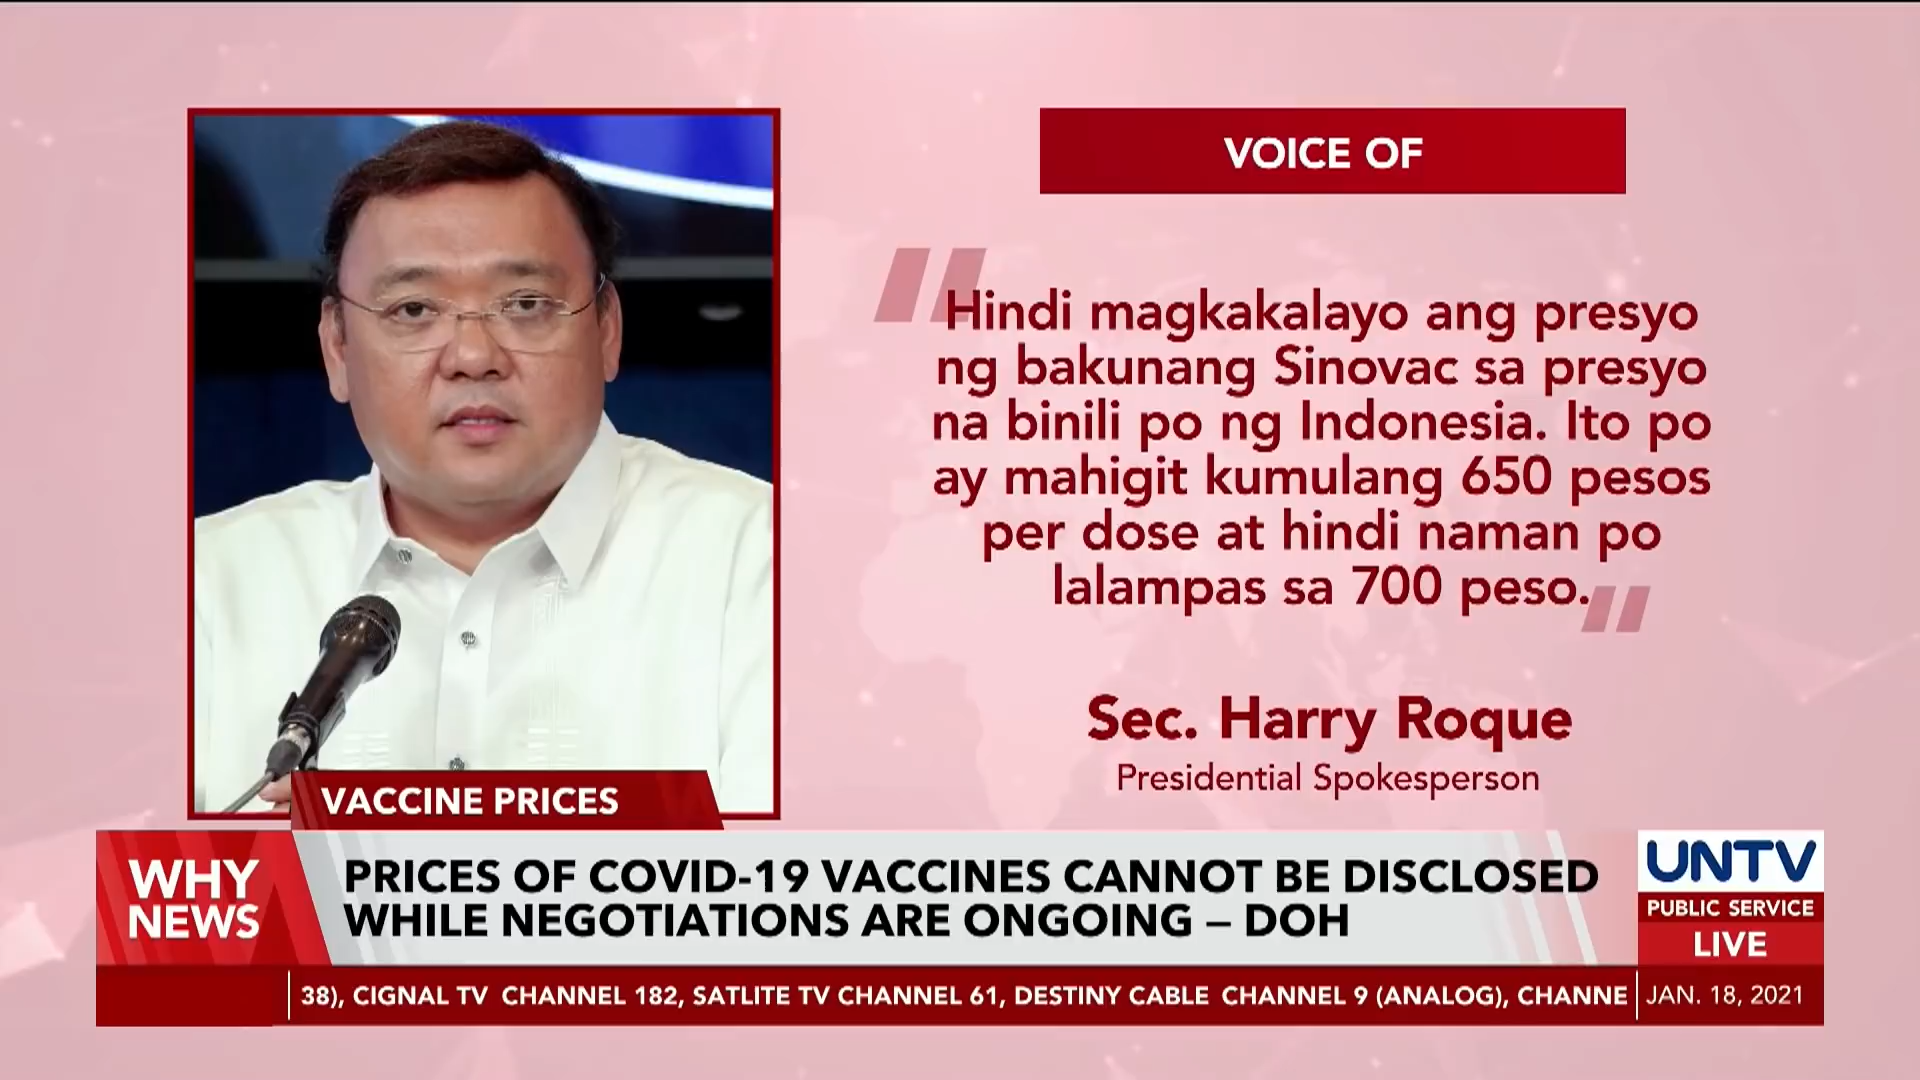 VOICE OF
Hindi magkakalayo ang presyo
ng bakunang Sinovac sa presyo
na binili po ng Indonesia. Ito po
ay mahigit kumulang 650 pesos
per dose at hindi naman po
lalampas sa 700 peso.
Sec. Harry Roque
Presidential Spokesperson
VACCINE PRICES
WHY
NEWS
PRICES OF COVID-19 VACCINES CANNOT BE DISCLOSED
WHILE NEGOTIATIONS ARE ONGOING – DOH
UNTV
PUBLIC SERVICE
LIVE
38), CIGNAL TV CHANNEL 182, SATLITE TV CHANNEL 61, DESTINY CABLE CHANNEL 9 (ANALOG), CHANNE
JAN. 18, 2021